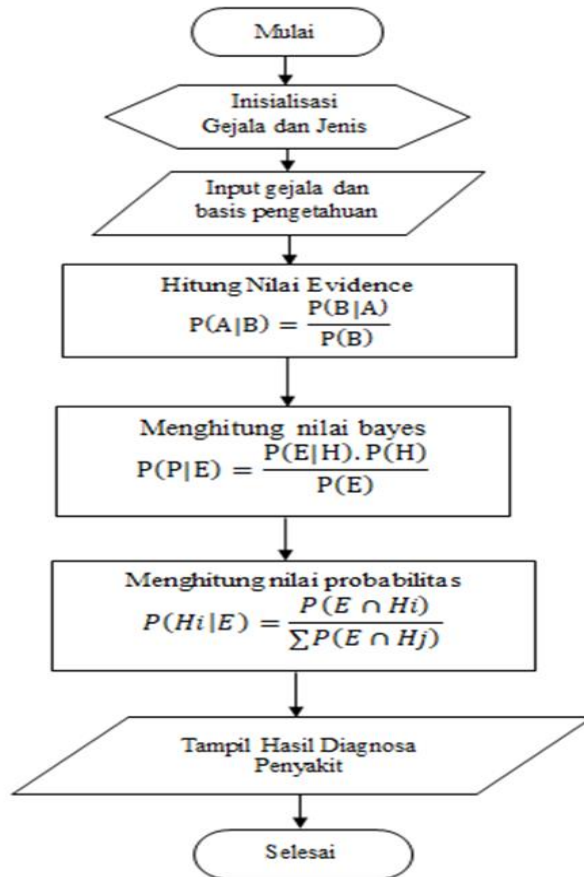 Mulai
Inisialisasi
Gejala dan Jenis
Input gejala dan
basis pengetahuan
Hitung Nilai Evidence
P(A|B) = P(B|A) / P(B)
Menghitung nilai bayes
P(P|E) = P(E|H). P(H) / P(E)
Menghitung nilai probabilitas
P(Hi|E) = P(E ∩ Hi) / ∑P(E ∩ Hj)
Tampil Hasil Diagnosa
Penyakit
Selesai